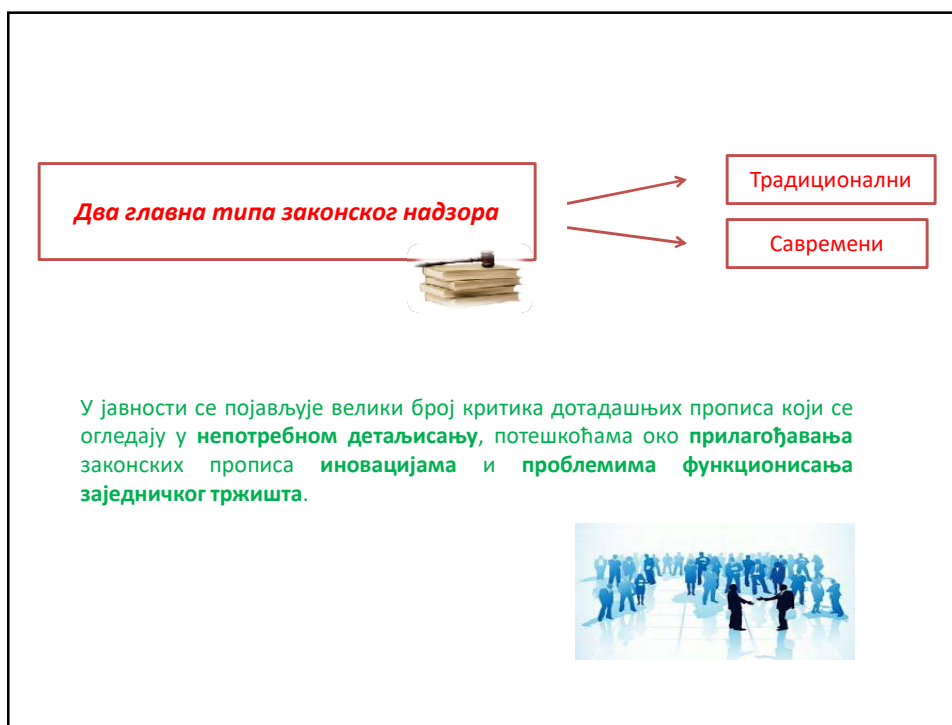 Два главна типа законског надзора
Традиционални
Савремени
У јавности се појављује велики број критика дотадашњих прописа који се
огледају у непотребном детаљисању, потешкоћама око прилагођавања
законских прописа иновацијама и проблемима функционисања
заједничког тржишта.